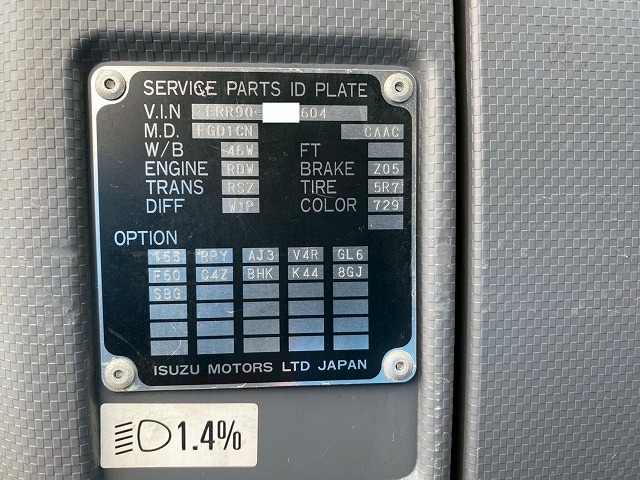 SERVICE PARTS ID PLATE
V.I.N FRR90- 604
M.D. FGD1CN CAAC
W/B 46W FT
ENGINE RDW BRAKE Z05
TRANS RSZ TIRE 5R7
DIFF W1P COLOR 729
OPTION
153 RPY AJ3 V4R GL6
F60 C4Z BHK K44 8GJ
SBG
ISUZU MOTORS LTD JAPAN
1.4%